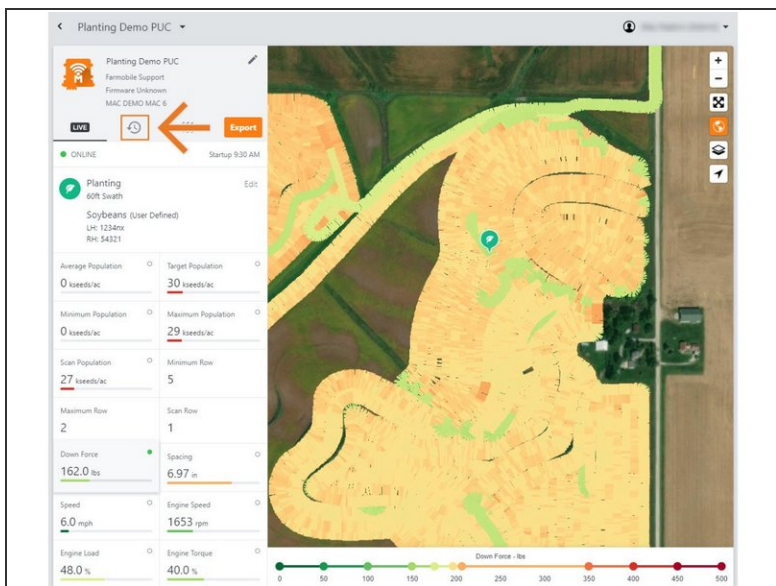 Planting Demo PUC
Planting Demo PUC
Farmobile Support
Firmware Unknown
MAC DEMO MAC 6
LIVE
Export
ONLINE
Startup 9:30 AM
Planting
Edit
60ft Swath
Soybeans (User Defined)
LH: 1234nx
RH: 54321
Average Population
Target Population
0 kseeds/ac
30 kseeds/ac
Minimum Population
Maximum Population
0 kseeds/ac
29 kseeds/ac
Scan Population
Minimum Row
27 kseeds/ac
5
Maximum Row
Scan Row
2
1
Down Force
Spacing
162.0 lbs
6.97 in
Speed
Engine Speed
6.0 mph
1653 rpm
Engine Load
Engine Torque
48.0 %
40.0 %
Down Force - lbs
0 50 100 150 200 250 300 350 400 450 500